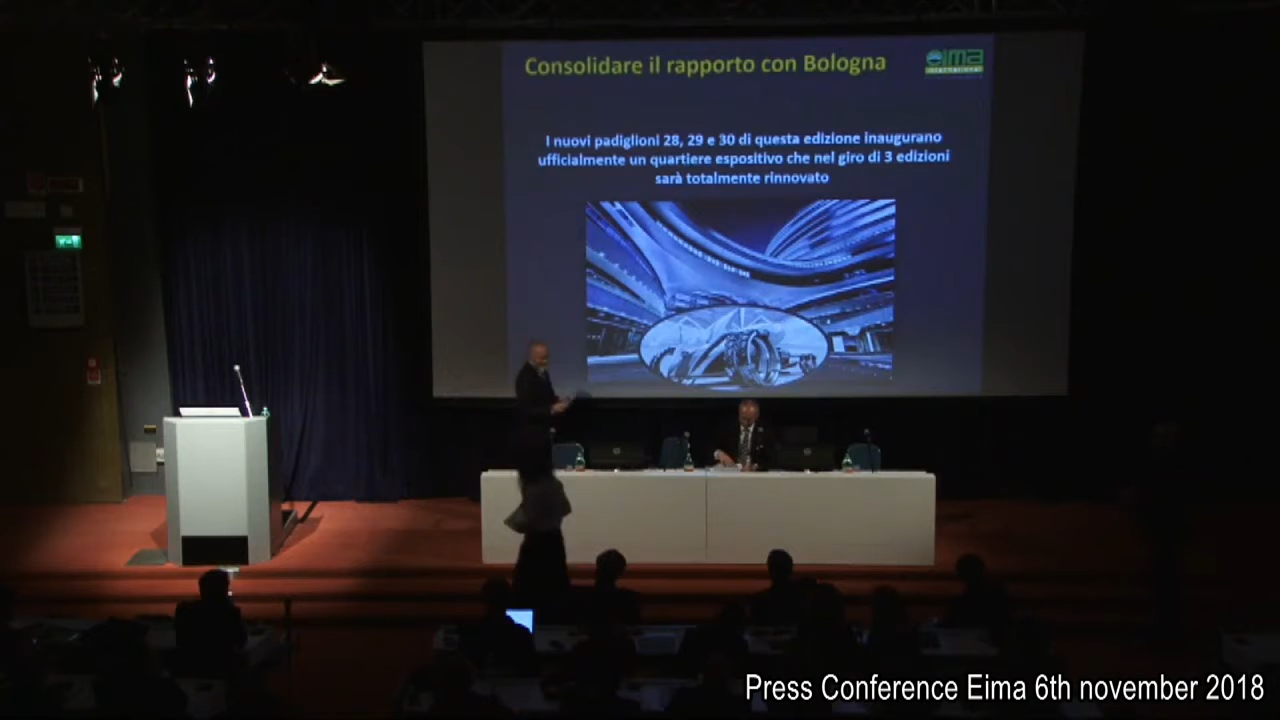 Consolidare il rapporto con Bologna
eima
I nuovi padiglioni 28, 29 e 30 di questa edizione inaugurano
ufficialmente un quartiere espositivo che nel giro di 3 edizioni
sarà totalmente rinnovato
Press Conference Eima 6th november 2018